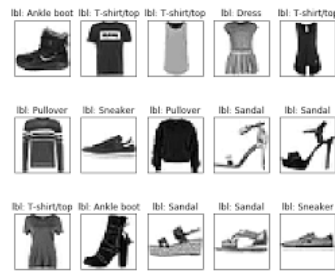 lbl: Ankle boot lbl: T-shirt/top lbl: T-shirt/top lbl: Dress lbl: T-shirt/top
lbl: Pullover lbl: Sneaker lbl: Pullover lbl: Sandal lbl: Sandal
lbl: T-shirt/top lbl: Ankle boot lbl: Sandal lbl: Sandal lbl: Sneaker